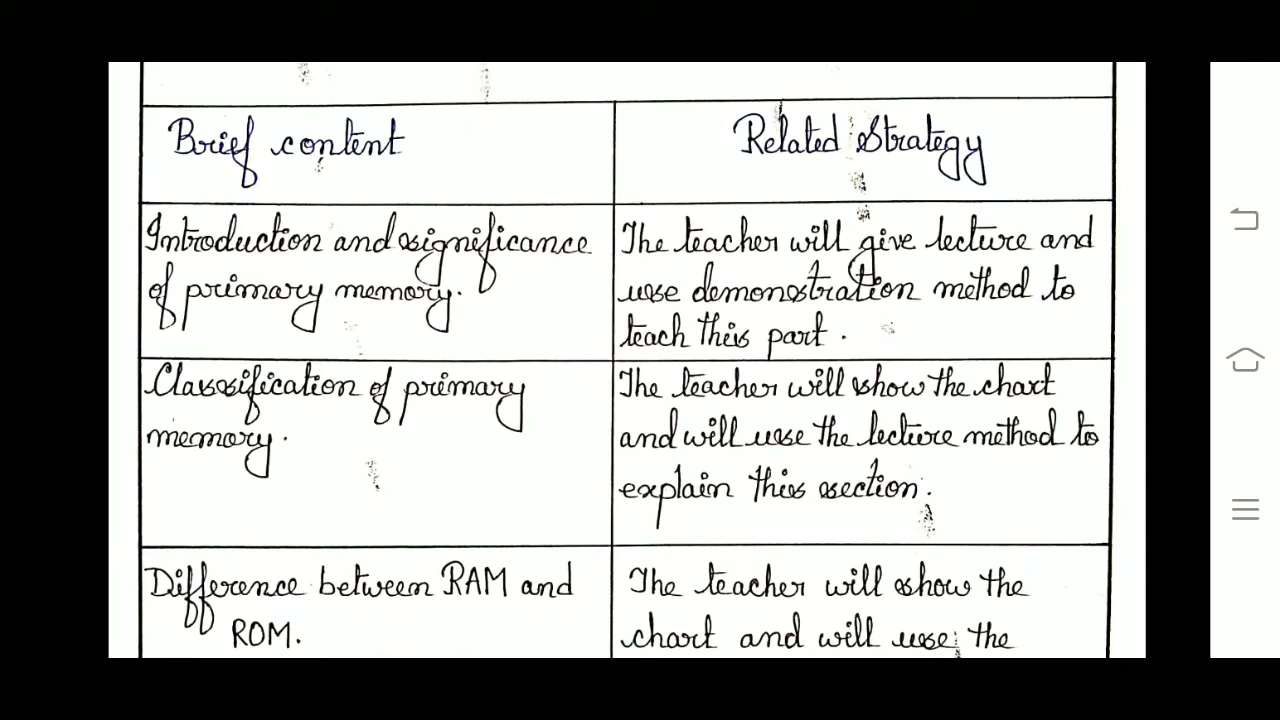 Brief content
Related Strategy
Introduction and significance
of primary memory.
The teacher will give lecture and
use demonstration method to
teach this part.
Classification of primary
memory.
The teacher will show the chart
and will use the lecture method to
explain this section.
Difference between RAM and
ROM.
The teacher will show the
chart and will use the